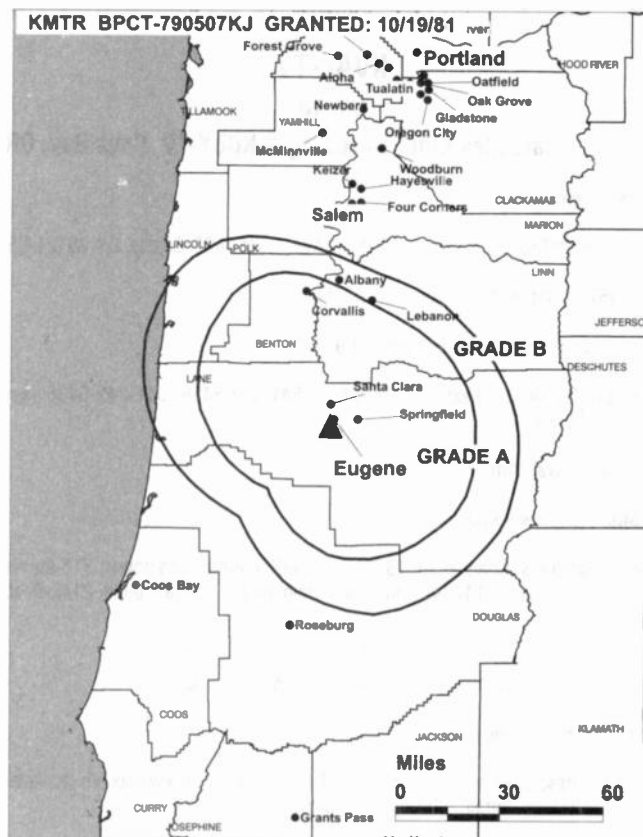 KMTR BPCT-790507KJ GRANTED: 10/19/81
Forest Grove
Portland
HOOD RIVER
Aloha
Tualatin
Oatfield
Oak Grove
Gladstone
TILLAMOOK
Newberg
YAMHILL
Oregon City
McMinnville
Woodburn
Keizer
Hayesville
CLACKAMAS
Four Corners
Salem
MARION
LINCOLN
POLK
LINN
Albany
Corvallis
Lebanon
JEFFERSO
BENTON
GRADE B
DESCHUTES
LANE
Santa Clara
Springfield
Eugene
GRADE A
Coos Bay
DOUGLAS
Roseburg
COOS
KLAMATH
JACKSON
Miles
0 30 60
CURRY
Grants Pass
JOSEPHINE